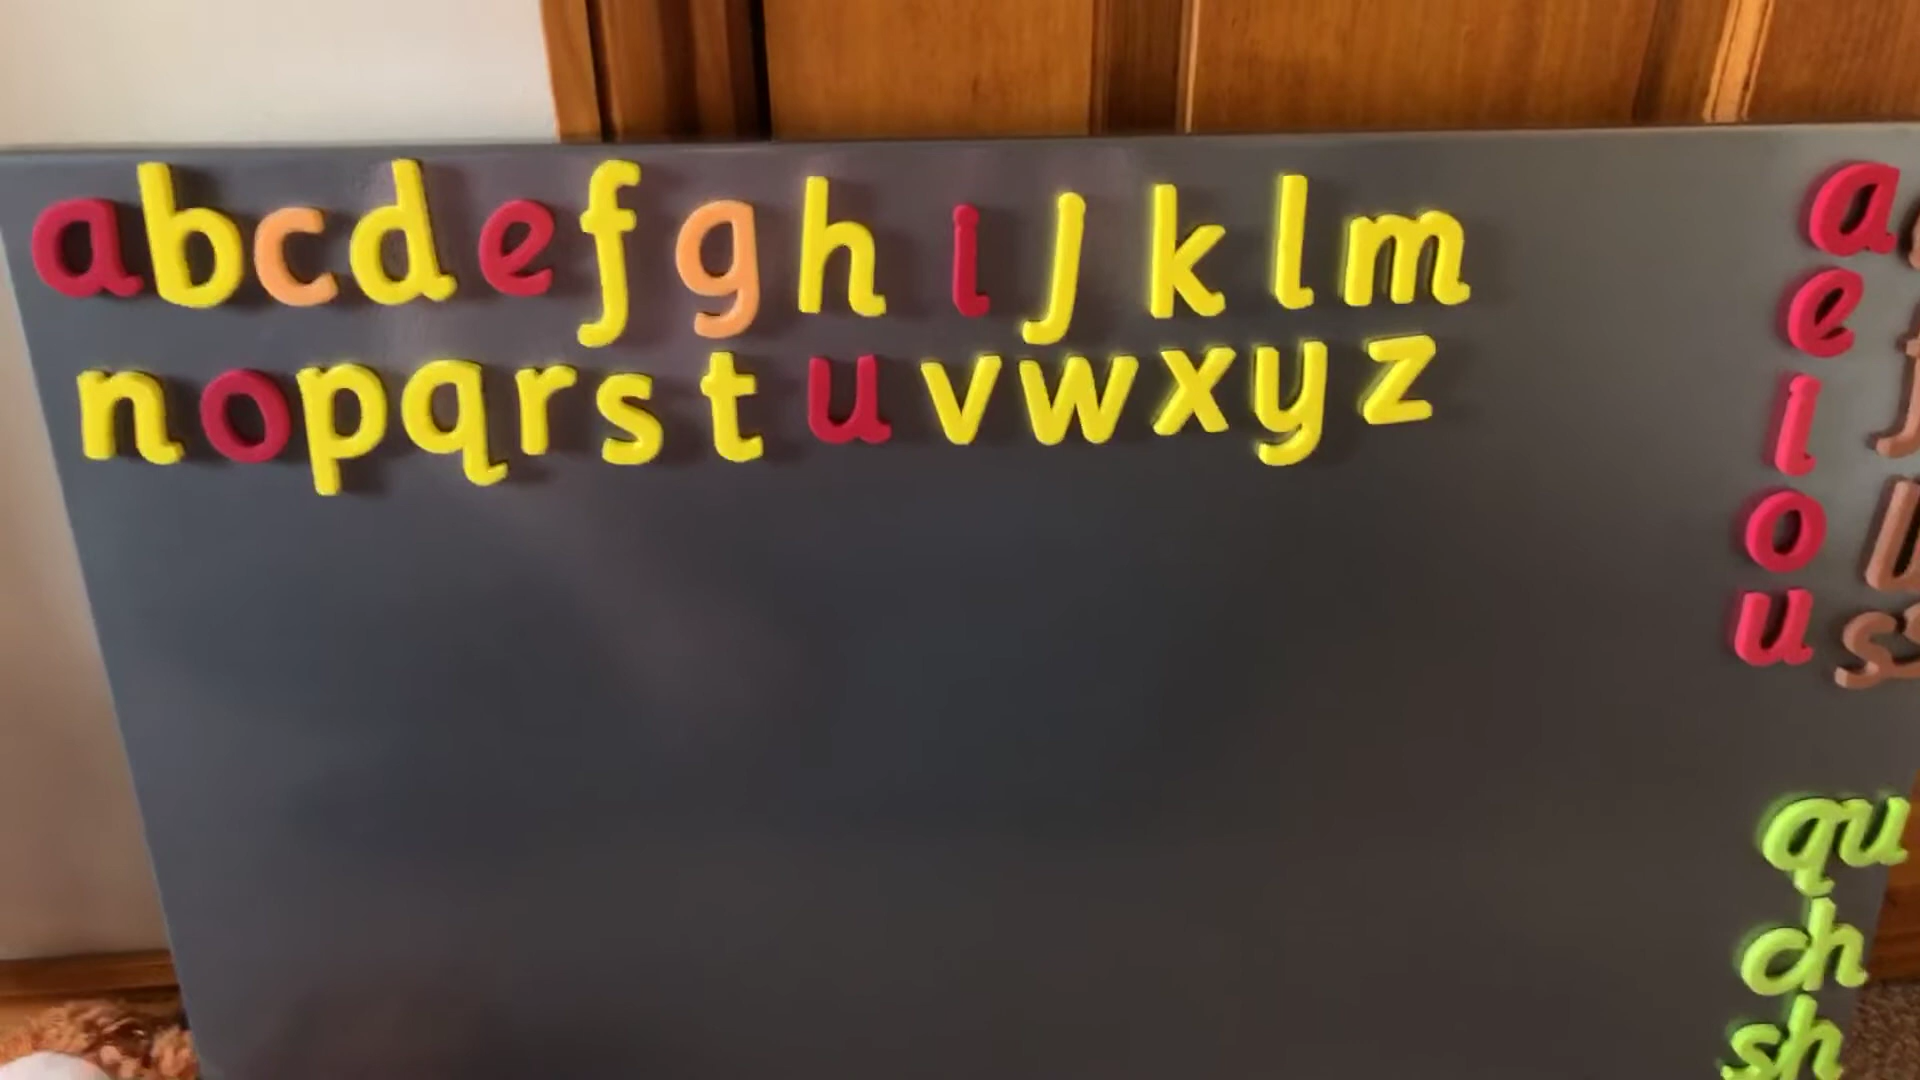 abcdefghijklm
nopqrstuvwxyz
a
e
i
o
u
qu
ch
sh